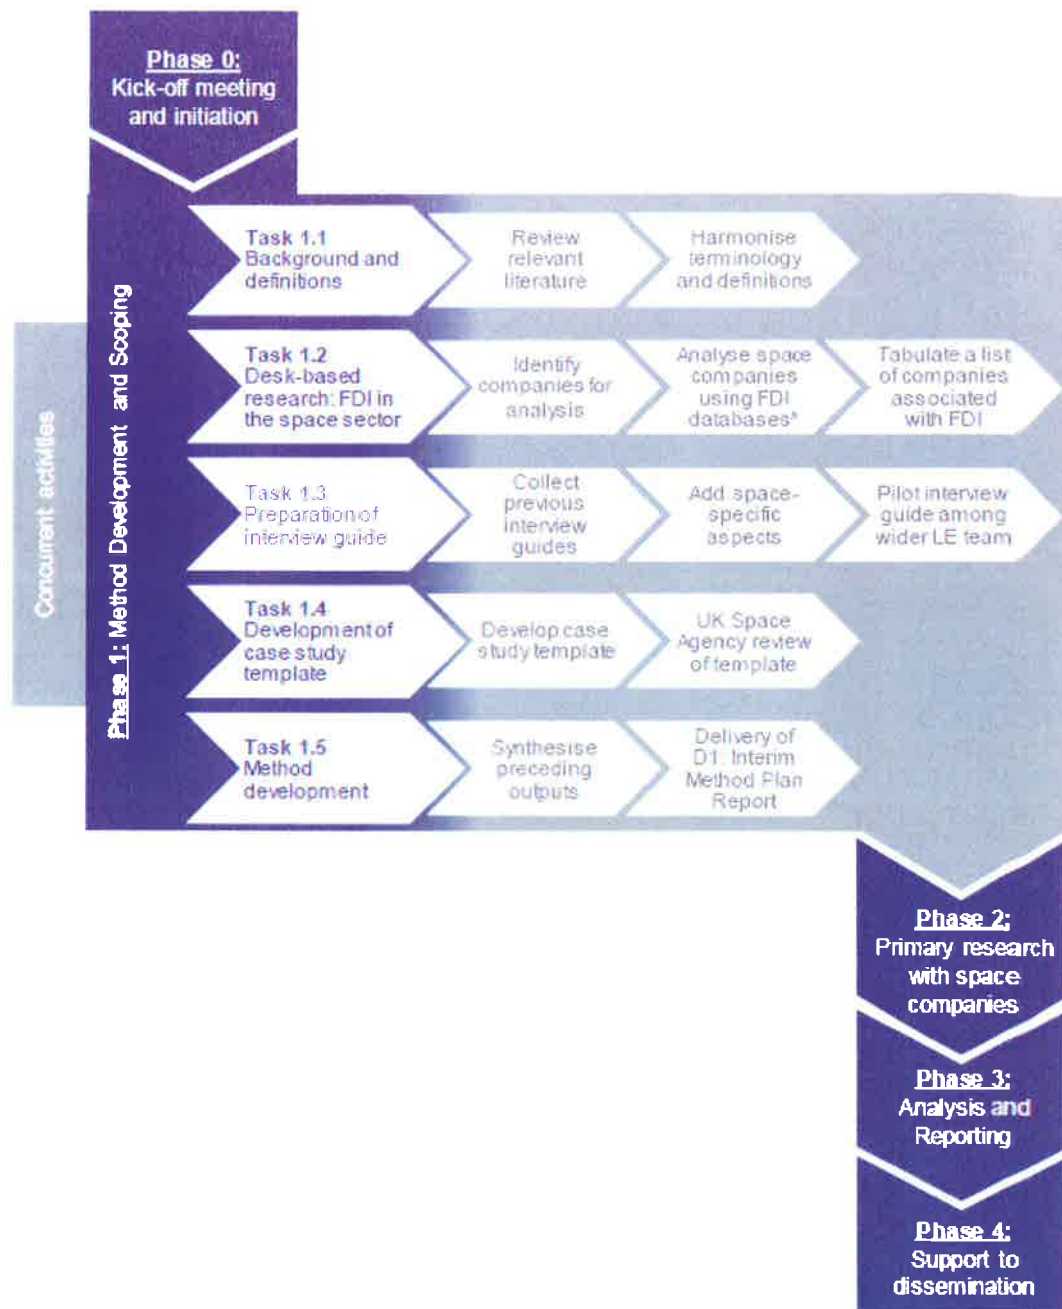 Phase 0:
Kick-off meeting
and initiation
Concurrent activities
Phase 1: Method Development and Scoping
Task 1.1
Background and
definitions
Review
relevant
literature
Harmonise
terminology
and definitions
Task 1.2
Desk-based
research: FDI in
the space sector
Identify
companies for
analysis
Analyse space
companies
using FDI
databases*
Tabulate a list
of companies
associated
with FDI
Task 1.3
Preparation of
interview guide
Collect
previous
interview
guides
Add space-
specific
aspects
Pilot interview
guide among
wider LE team
Task 1.4
Development of
case study
template
Develop case
study template
UK Space
Agency review
of template
Task 1.5
Method
development
Synthesise
preceding
outputs
Delivery of
D1: Interim
Method Plan
Report
Phase 2:
Primary research
with space
companies
Phase 3:
Analysis and
Reporting
Phase 4:
Support to
dissemination